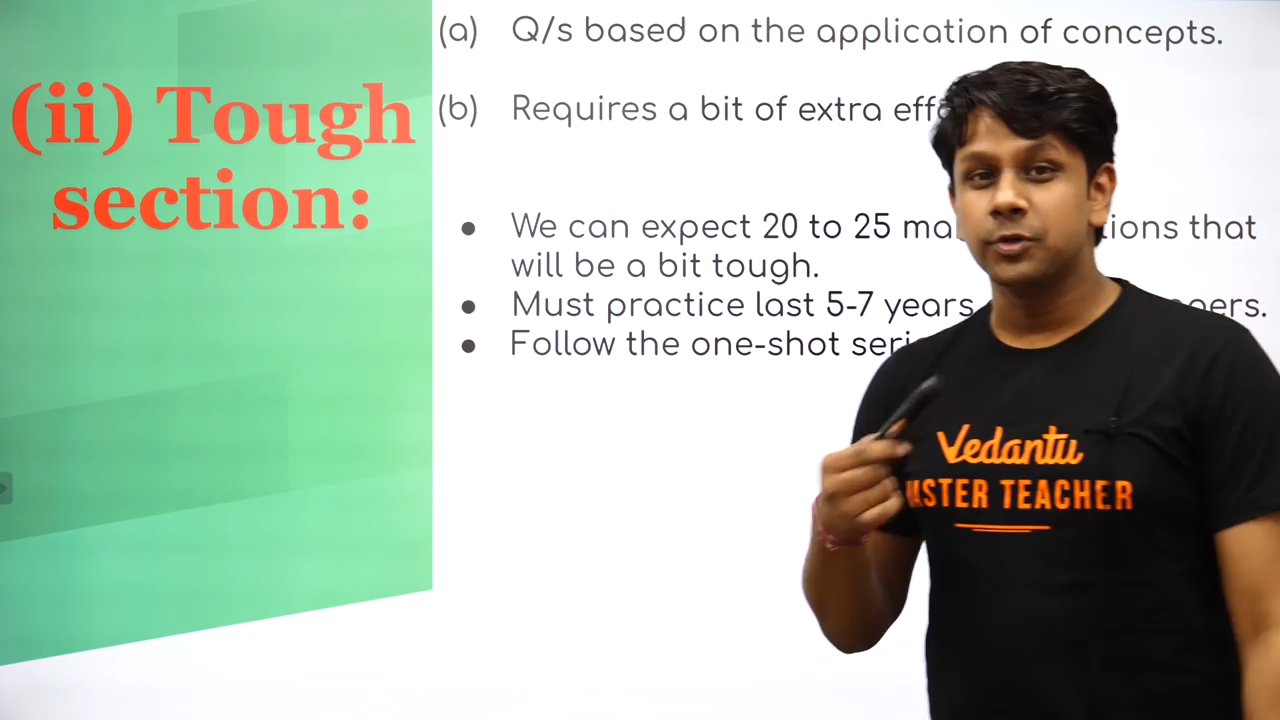 (ii) Tough
section:
(a) Q/s based on the application of concepts.
(b) Requires a bit of extra
● We can expect 20 to 25 that
will be a bit tough.
● Must practice last 5-7 years
● Follow the one-shot
Vedantu
TEACHER